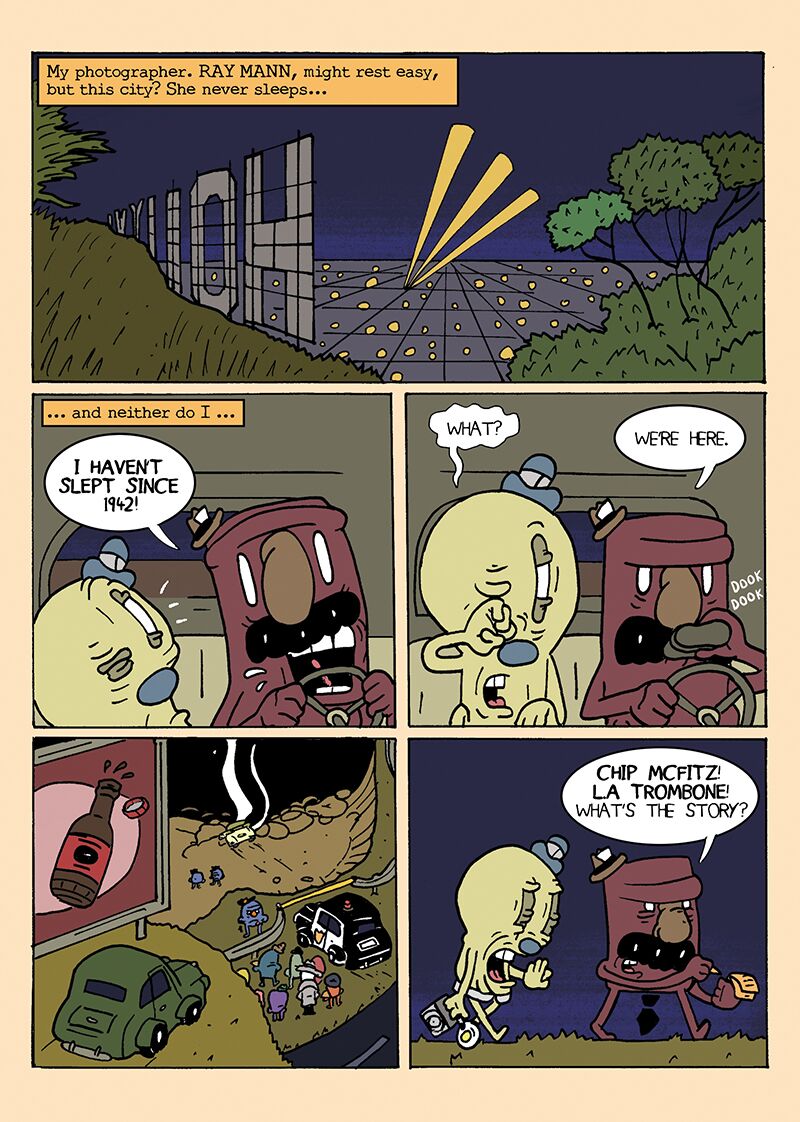 My photographer. RAY MANN, might rest easy,
but this city? She never sleeps...
... and neither do I ...
I HAVEN'T
SLEPT SINCE
1942!
WHAT?
WE'RE HERE.
DOOK
DOOK
CHIP MCFITZ!
L.A TROMBONE!
WHAT'S THE STORY?